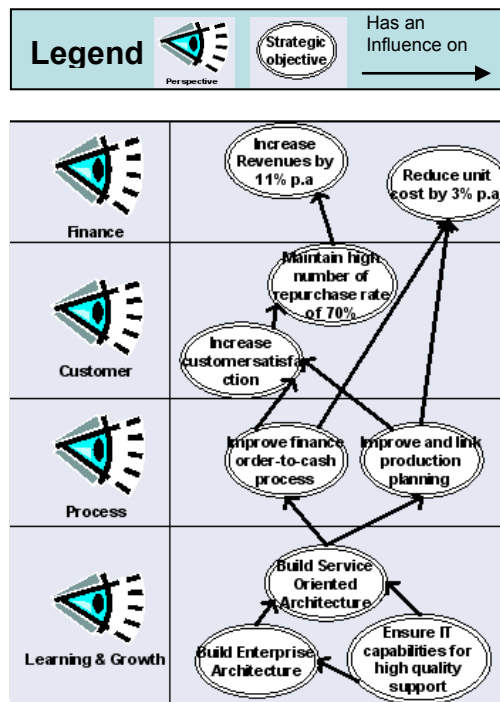 Legend
Perspective
Strategic
objective
Has an
Influence on
Finance
Increase
Revenues by
11% p.a
Reduce unit
cost by 3% p.a
Customer
Maintain high
number of
repurchase rate
of 70%
Increase
customersatisfa
ction
Process
Improve finance
order-to-cash
process
Improve and link
production
planning
Learning & Growth
Build Service
Oriented
Architecture
Build Enterprise
Architecture
Ensure IT
capabilities for
high quality
support